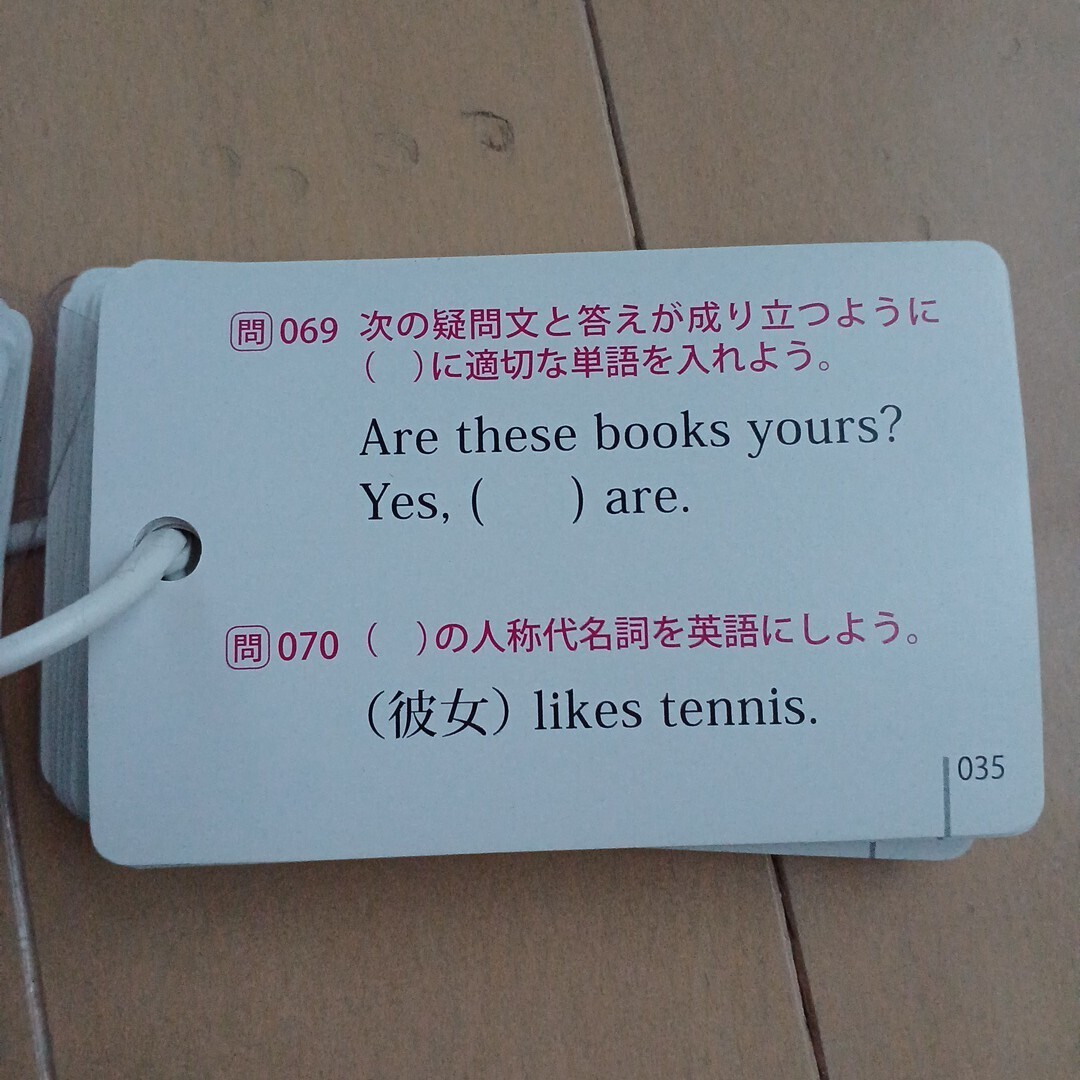 問 069 次の疑問文と答えが成り立つように
(　)に適切な単語を入れよう。
Are these books yours?
Yes, (　　) are.
問 070 (　)の人称代名詞を英語にしよう。
(彼女) likes tennis.
035